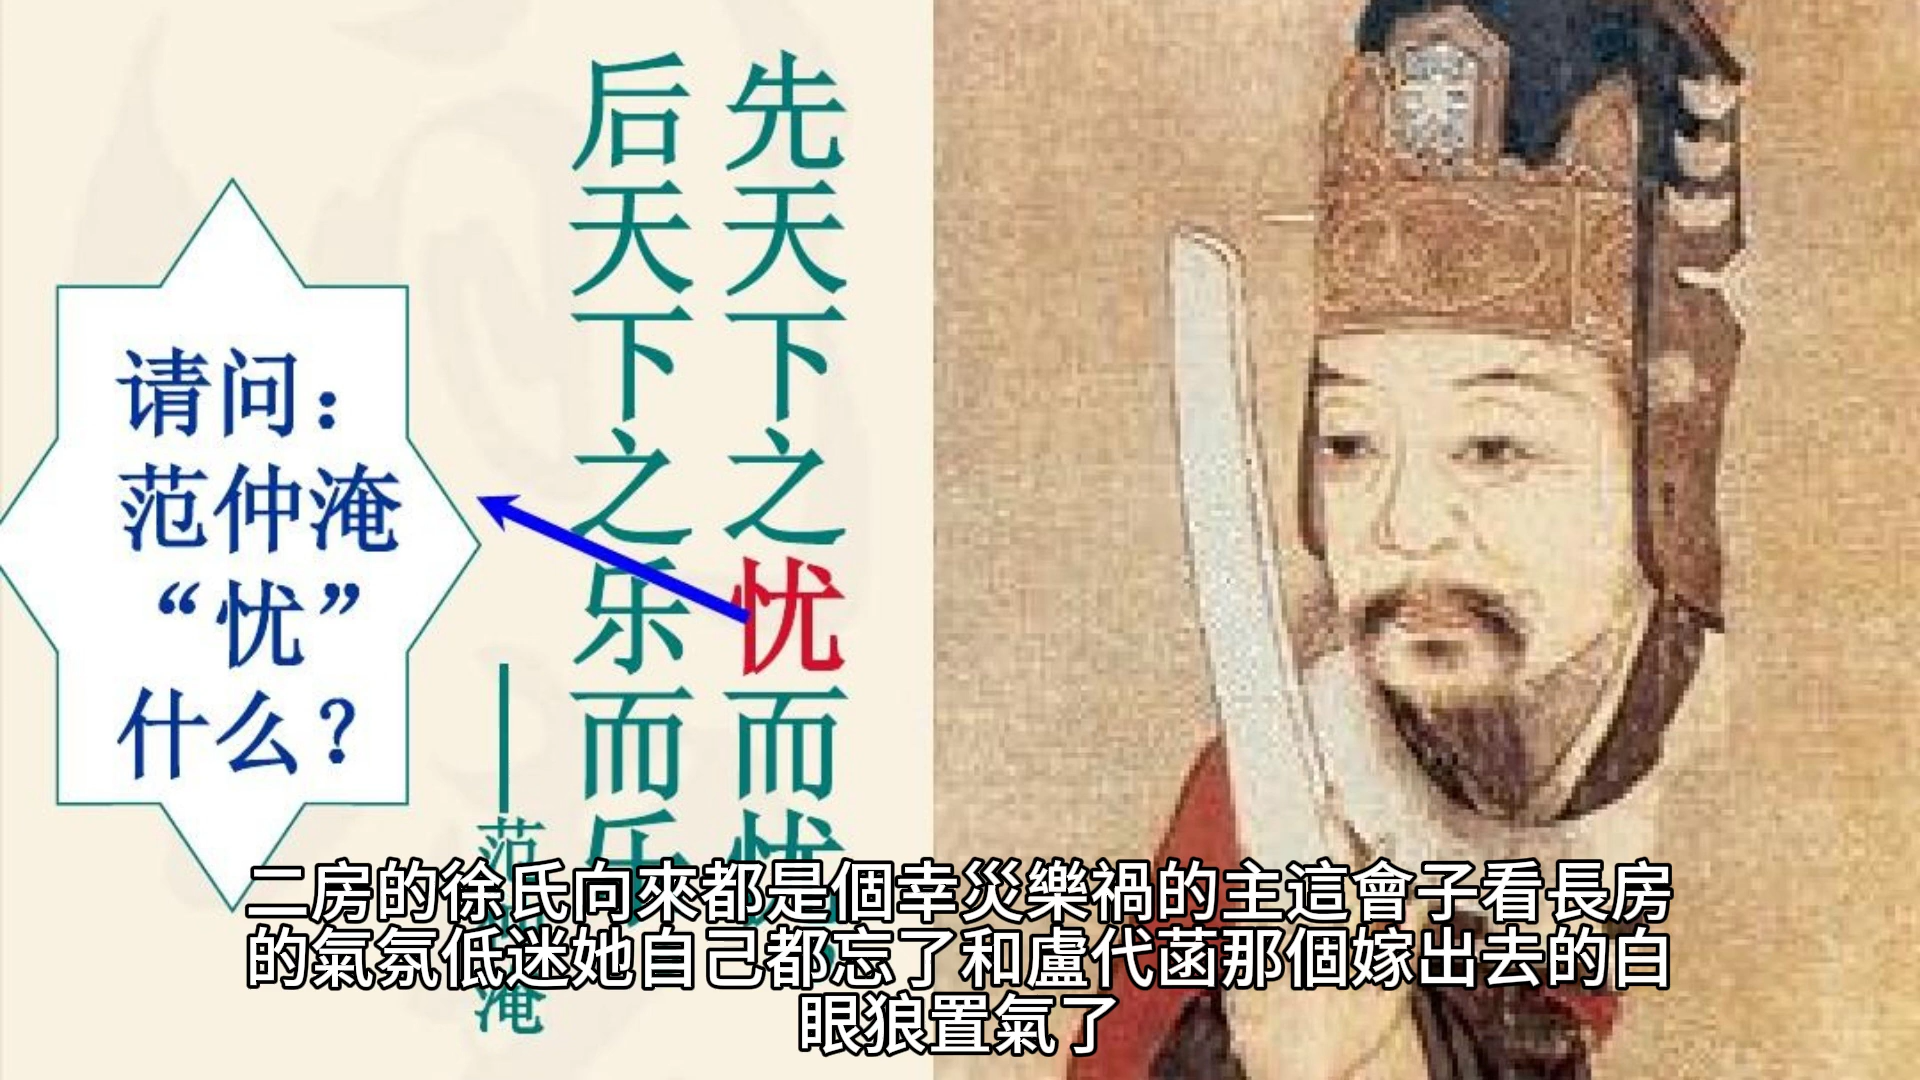 请问：
范仲淹
“忧”
什么？
先天下之忧而忧
后天下之乐而乐
——范仲淹
二房的徐氏向來都是個幸災樂禍的主這會子看長房
的氣氛低迷她自己都忘了和盧代菡那個嫁出去的白
眼狼置氣了